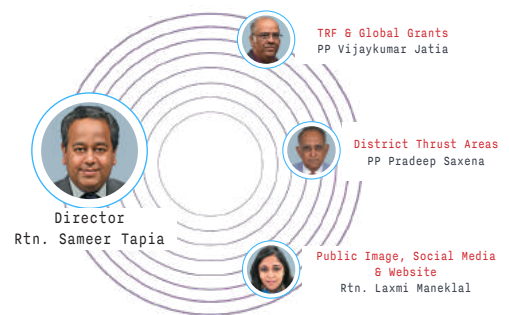 TRF & Global Grants
PP Vijaykumar Jatia
District Thrust Areas
PP Pradeep Saxena
Director
Rtn. Sameer Tapia
Public Image, Social Media
& Website
Rtn. Laxmi Maneklal